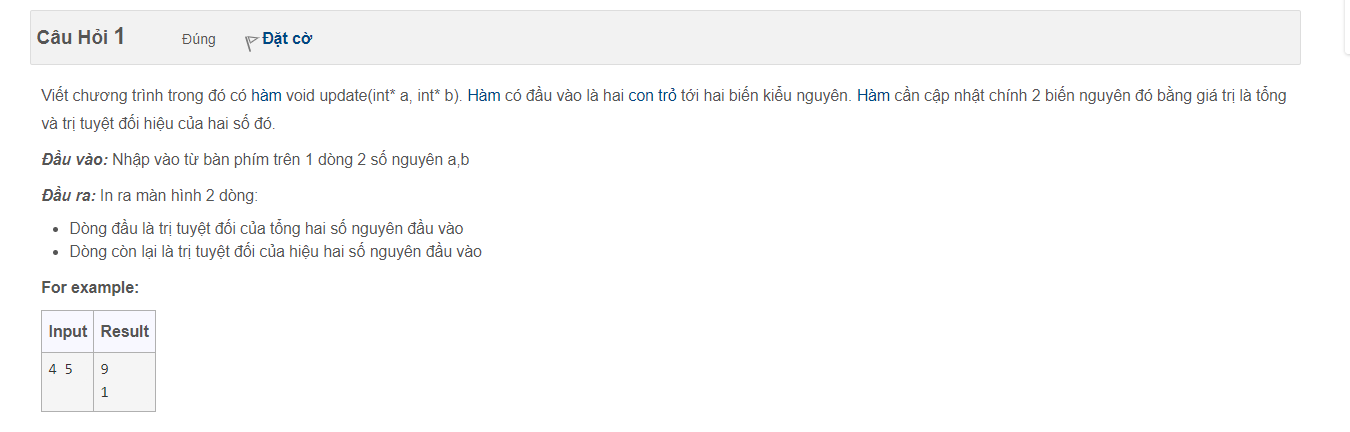 Câu Hỏi 1 Đúng Đặt cờ
Viết chương trình trong đó có hàm void update(int* a, int* b). Hàm có đầu vào là hai con trỏ tới hai biến kiểu nguyên. Hàm cần cập nhật chính 2 biến nguyên đó bằng giá trị là tổng
và trị tuyệt đối hiệu của hai số đó.
Đầu vào: Nhập vào từ bàn phím trên 1 dòng 2 số nguyên a,b
Đầu ra: In ra màn hình 2 dòng:
• Dòng đầu là trị tuyệt đối của tổng hai số nguyên đầu vào
• Dòng còn lại là trị tuyệt đối của hiệu hai số nguyên đầu vào
For example:
Input Result
4 5 9
1